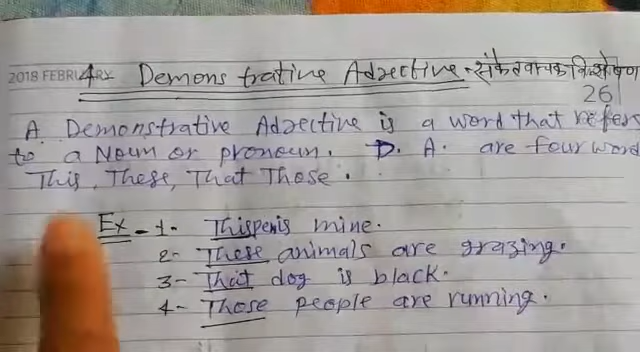 2018 FEBRUARY
4 Demonstrative Adjective - संकेतवाचक विशेषण
26
A Demonstrative Adjective is a word that refers
to a Noun or pronoun. D. A. are four word
This, These, That Those.
Ex - 1- This pen is mine.
2- These animals are grazing.
3- That dog is black.
4- Those people are running.